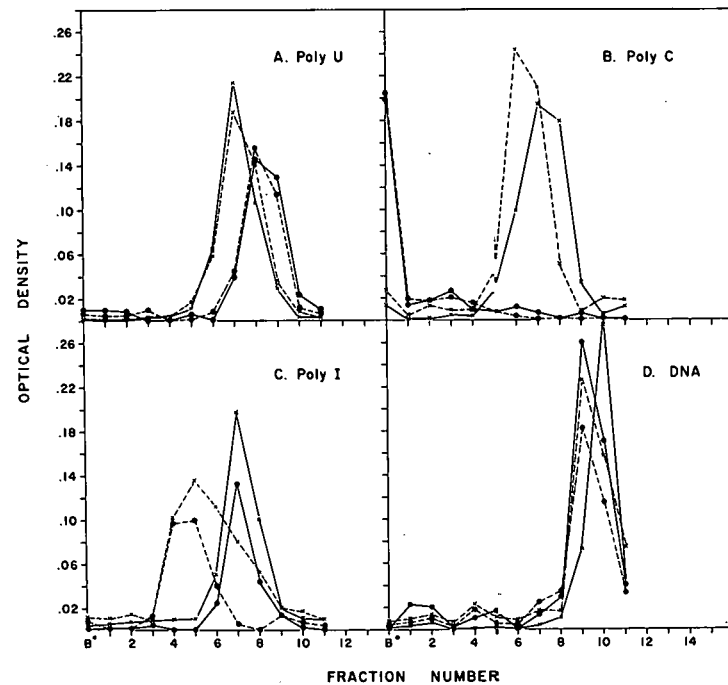 .28
A. Poly U
B. Poly C
.22
.18
.14
.10
.06
.02
OPTICAL DENSITY
C. Poly I
D. DNA
.26
.22
.18
.14
.10
.06
.02
B° 2 4 6 8 10 12
B° 2 4 6 8 10 12 14
FRACTION NUMBER